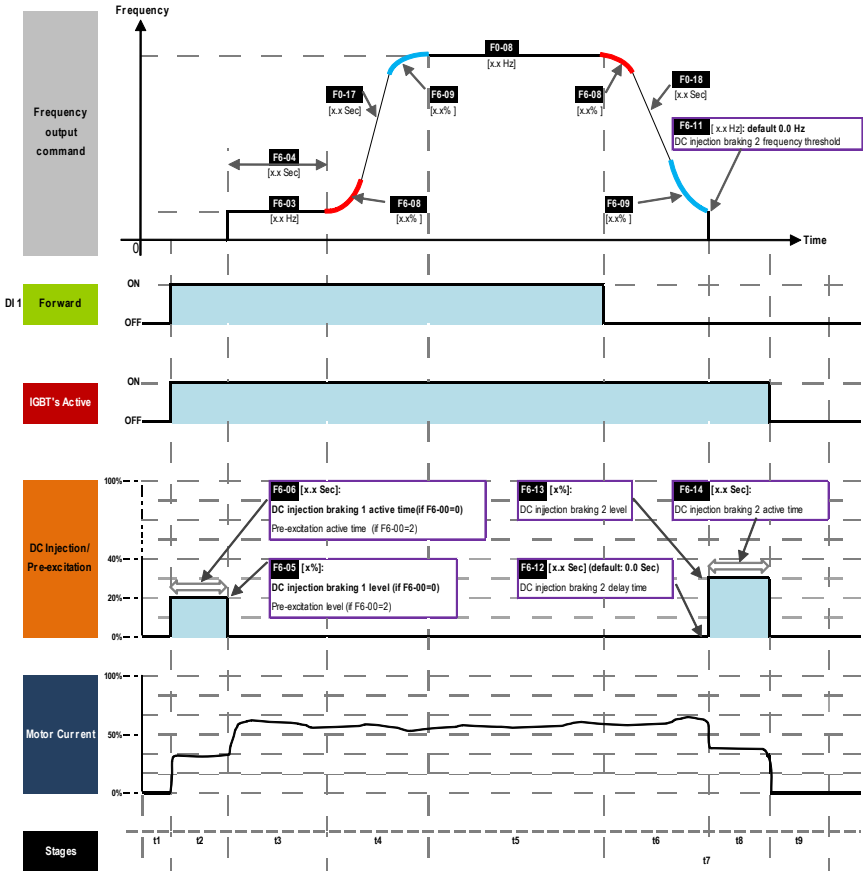 Frequency
Frequency
output
command
F0-08
[x.x Hz]
F0-17
[x.x Sec]
F6-09
[x.x% ]
F6-08
[x.x% ]
F0-18
[x.x Sec]
F6-11 [ x.x Hz]: default 0.0 Hz
DC injection braking 2 frequency threshold
F6-04
[x.x Sec]
F6-03
[x.x Hz]
F6-08
[x.x% ]
F6-09
[x.x% ]
0
Time
DI 1
Forward
ON
OFF
IGBT's Active
ON
OFF
DC Injection/
Pre-excitation
100%
40%
20%
0%
F6-06 [x.x Sec]:
DC injection braking 1 active time(if F6-00=0)
Pre-excitation active time (if F6-00=2)
F6-05 [x%]:
DC injection braking 1 level (if F6-00=0)
Pre-excitation level (if F6-00=2)
F6-13 [x%]:
DC injection braking 2 level
F6-14 [x.x Sec]:
DC injection braking 2 active time
F6-12 [x.x Sec] (default: 0.0 Sec)
DC injection braking 2 delay time
Motor Current
100%
50%
0%
Stages
t1
t2
t3
t4
t5
t6
t7
t8
t9